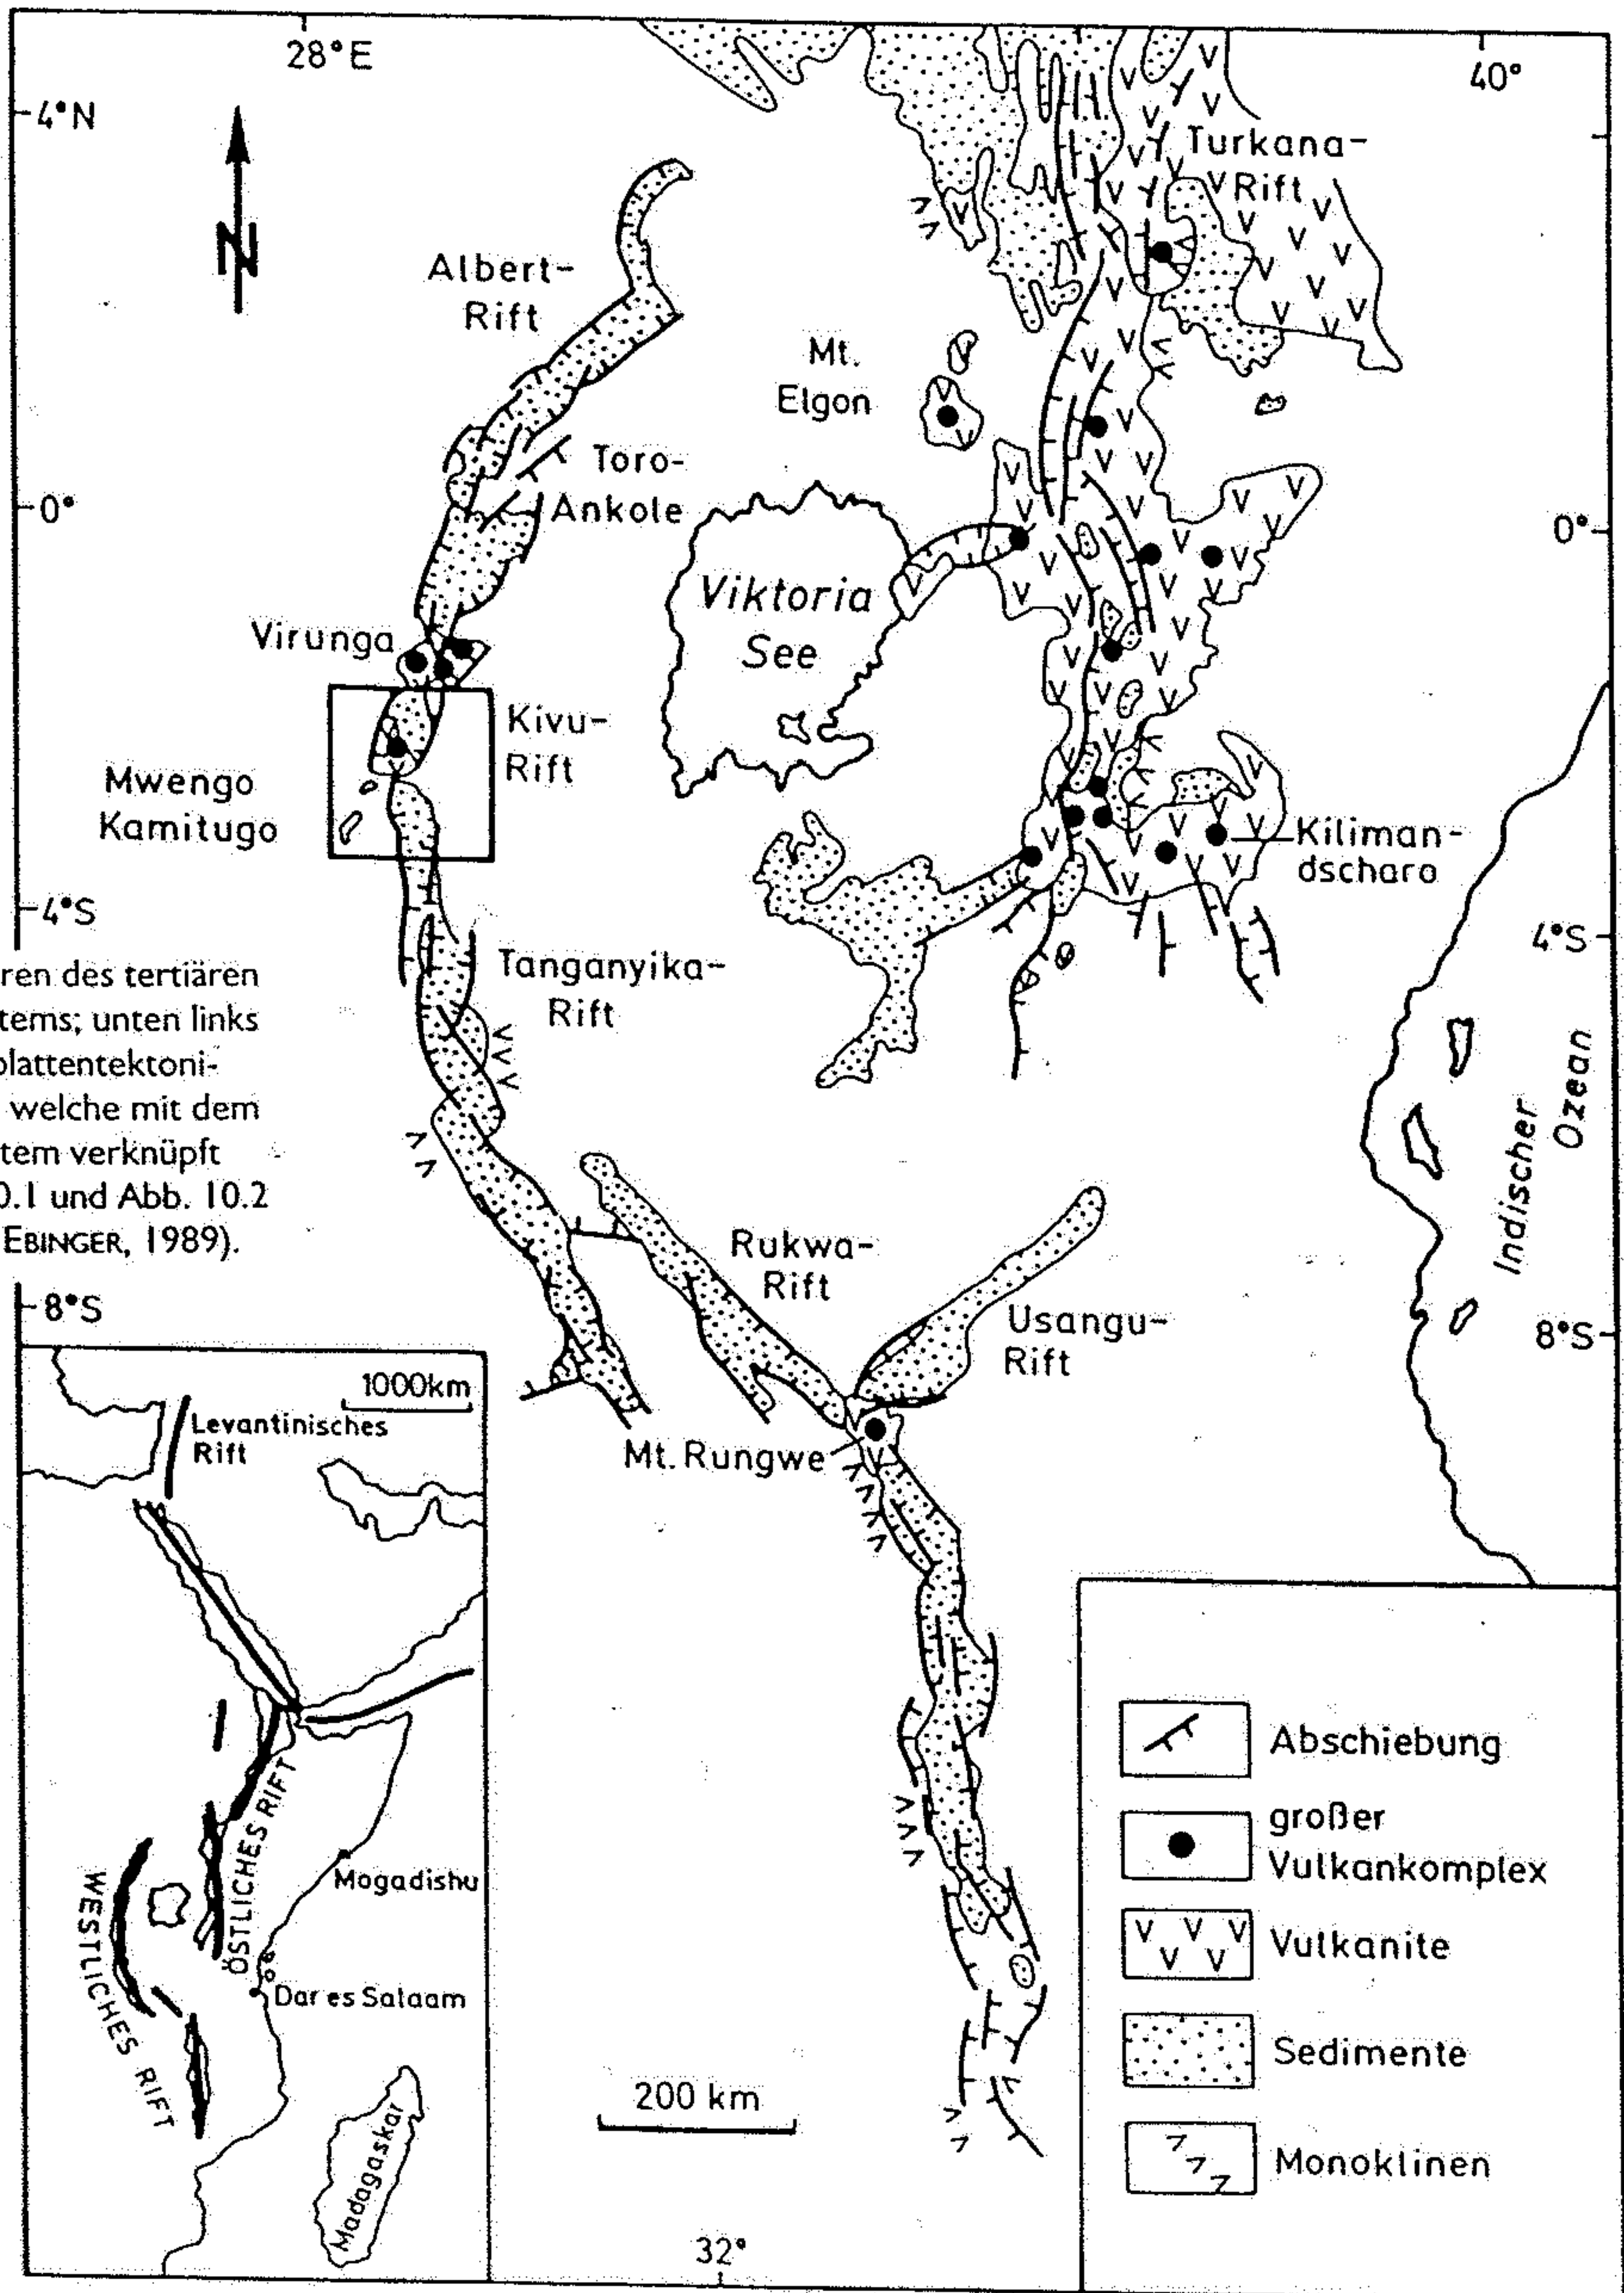 28°E
40°
4°N
N
Turkana-
Rift
Albert-
Rift
Mt.
Elgon
Toro-
Ankole
0°
0°
Viktoria
See
Virunga
Kivu-
Rift
Mwengo
Kamitugo
Kiliman-
dscharo
4°S
4°S
ren des tertiären
tems; unten links
plattentektoni-
welche mit dem
tem verknüpft
0.1 und Abb. 10.2
EBINGER, 1989).
Tanganyika-
Rift
Indischer
Ozean
Rukwa-
Rift
Usangu-
Rift
8°S
8°S
Mt. Rungwe
1000km
Levantinisches
Rift
ÖSTLICHES RIFT
WESTLICHES RIFT
Mogadishu
Dar es Salaam
Madagaskar
200 km
32°
Abschiebung
großer
Vulkankomplex
Vulkanite
Sedimente
Monoklinen